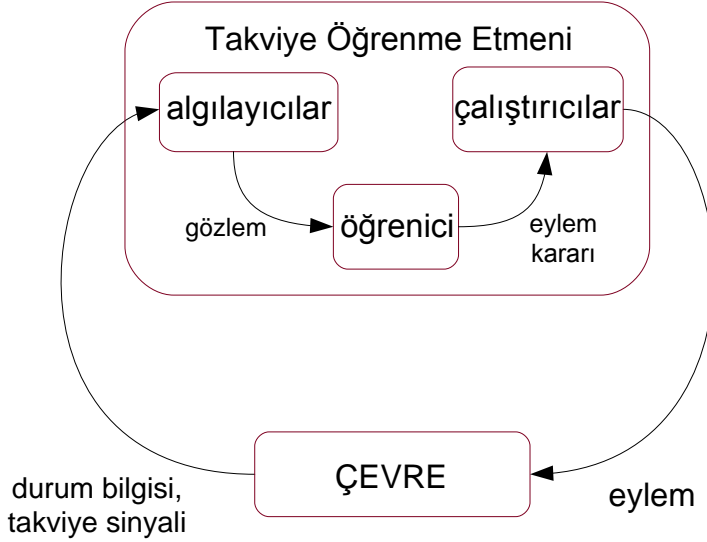 Takviye Öğrenme Etmeni
algılayıcılar
çalıştırıcılar
gözlem
öğrenici
eylem
kararı
ÇEVRE
durum bilgisi,
takviye sinyali
eylem